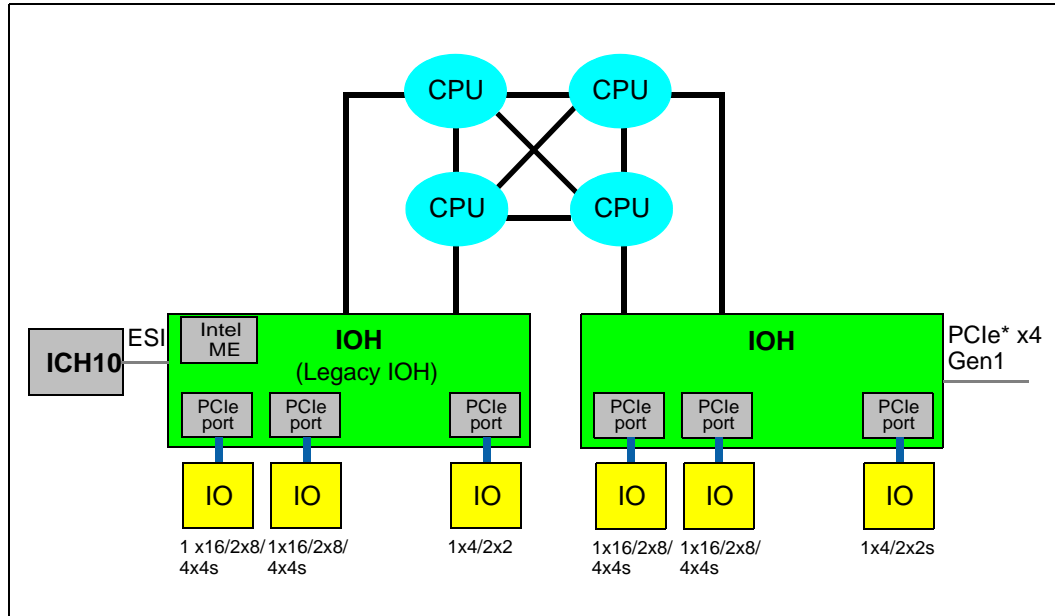 CPU
CPU
CPU
CPU
ICH10
ESI
Intel
ME
IOH
(Legacy IOH)
PCIe
port
PCIe
port
PCIe
port
IO
IO
IO
1 x16/2x8/
4x4s
1x16/2x8/
4x4s
1x4/2x2
IOH
PCIe* x4
Gen1
PCIe
port
PCIe
port
PCIe
port
IO
IO
IO
1x16/2x8/
4x4s
1x16/2x8/
4x4s
1x4/2x2s